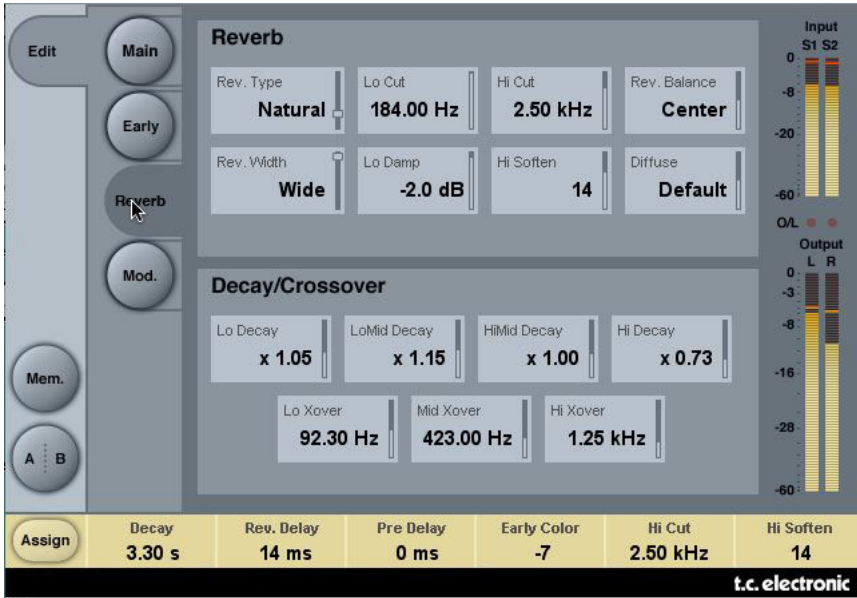 Edit
Main
Early
Reverb
Mod.
Mem.
A B
Reverb
Rev. Type
Natural
Lo Cut
184.00 Hz
Hi Cut
2.50 kHz
Rev. Balance
Center
Rev. Width
Wide
Lo Damp
-2.0 dB
Hi Soften
14
Diffuse
Default
Decay/Crossover
Lo Decay
x 1.05
LoMid Decay
x 1.15
HiMid Decay
x 1.00
Hi Decay
x 0.73
Lo Xover
92.30 Hz
Mid Xover
423.00 Hz
Hi Xover
1.25 kHz
Input
S1 S2
0
-8
-20
-60
O/L
Output
L R
0
-3
-8
-16
-28
-60
Assign
Decay
3.30 s
Rev. Delay
14 ms
Pre Delay
0 ms
Early Color
-7
Hi Cut
2.50 kHz
Hi Soften
14
t.c. electronic